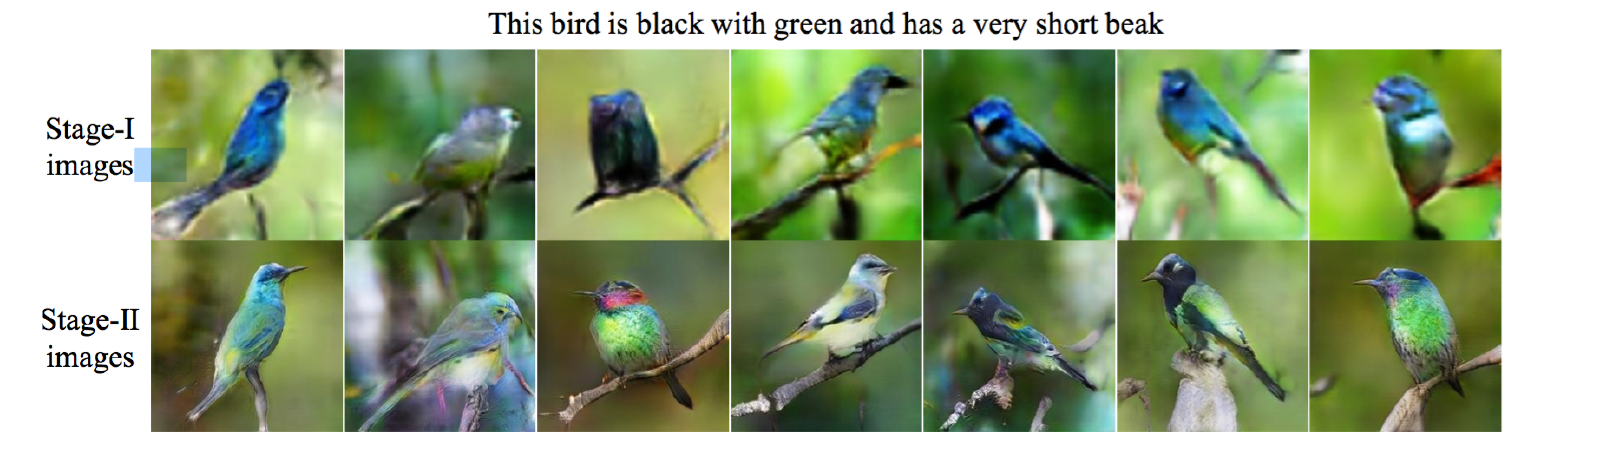 This bird is black with green and has a very short beak
Stage-I
images
Stage-II
images